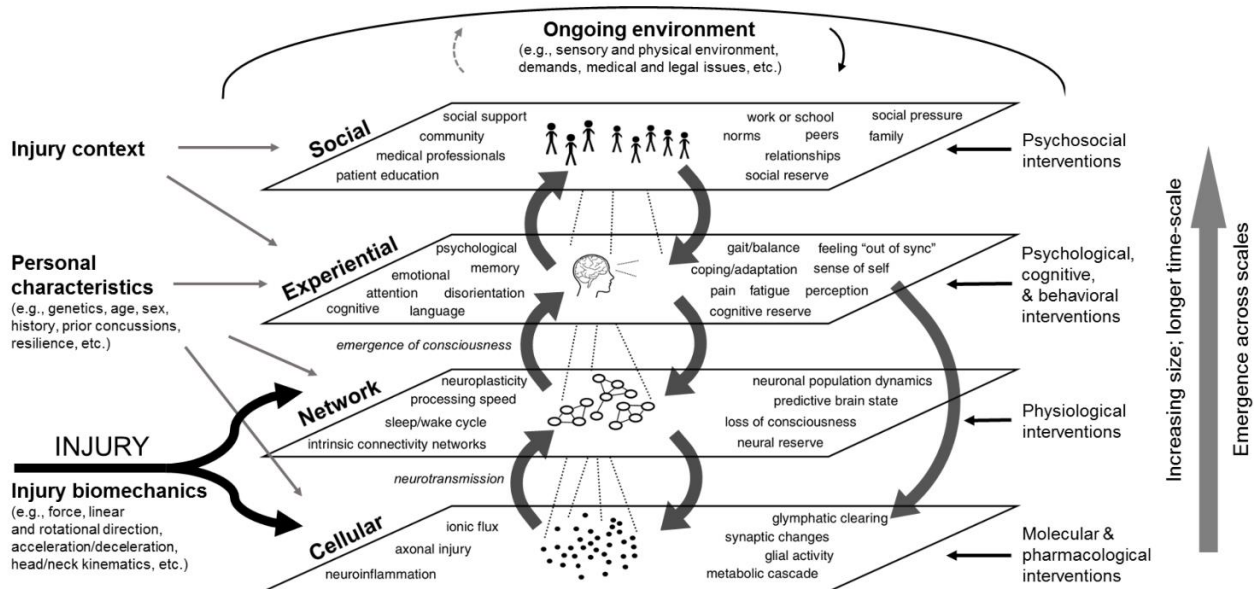 Ongoing environment
(e.g., sensory and physical environment,
demands, medical and legal issues, etc.)
Injury context
Social
social support
community
medical professionals
patient education
work or school
social pressure
norms
peers
family
relationships
social reserve
Psychosocial
interventions
Personal
characteristics
(e.g., genetics, age, sex,
history, prior concussions,
resilience, etc.)
Experiential
psychological
memory
emotional
attention
disorientation
cognitive
language
gait/balance
feeling “out of sync”
coping/adaptation
sense of self
pain
fatigue
perception
cognitive reserve
Psychological,
cognitive,
& behavioral
interventions
emergence of consciousness
Network
neuroplasticity
processing speed
sleep/wake cycle
intrinsic connectivity networks
neuronal population dynamics
predictive brain state
loss of consciousness
neural reserve
Physiological
interventions
INJURY
Injury biomechanics
(e.g., force, linear
and rotational direction,
acceleration/deceleration,
head/neck kinematics, etc.)
neurotransmission
Cellular
ionic flux
axonal injury
neuroinflammation
glymphatic clearing
synaptic changes
glial activity
metabolic cascade
Molecular &
pharmacological
interventions
Increasing size; longer time-scale
Emergence across scales